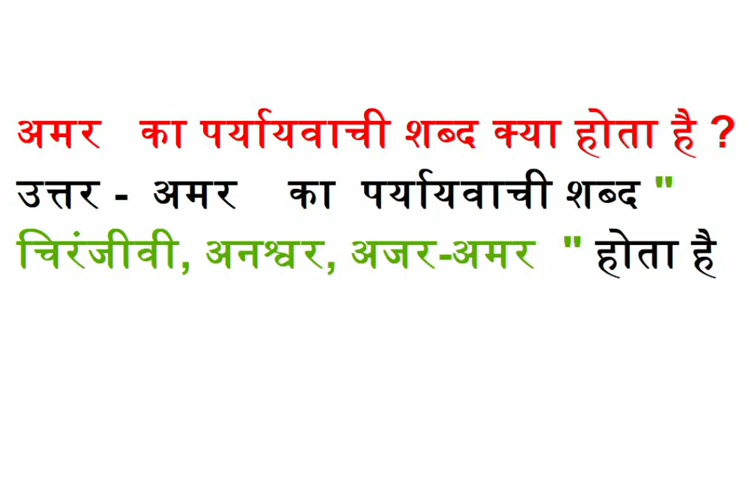 अमर का पर्यायवाची शब्द क्या होता है ?
उत्तर - अमर का पर्यायवाची शब्द "
चिरंजीवी, अनश्वर, अजर-अमर " होता है